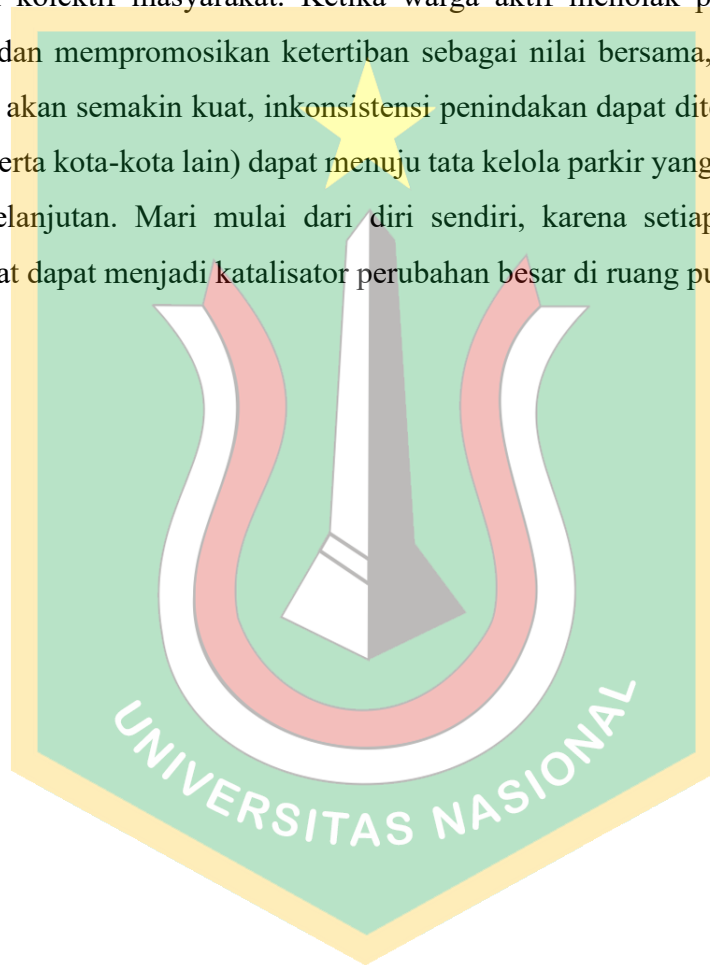 kolektif masyarakat. Ketika warga aktif menolak p
dan mempromosikan ketertiban sebagai nilai bersama,
akan semakin kuat, inkonsistensi penindakan dapat dit
erta kota-kota lain) dapat menuju tata kelola parkir yang
elanjutan. Mari mulai dari diri sendiri, karena setiap
at dapat menjadi katalisator perubahan besar di ruang pu
UNIVERSITAS NASIONAL